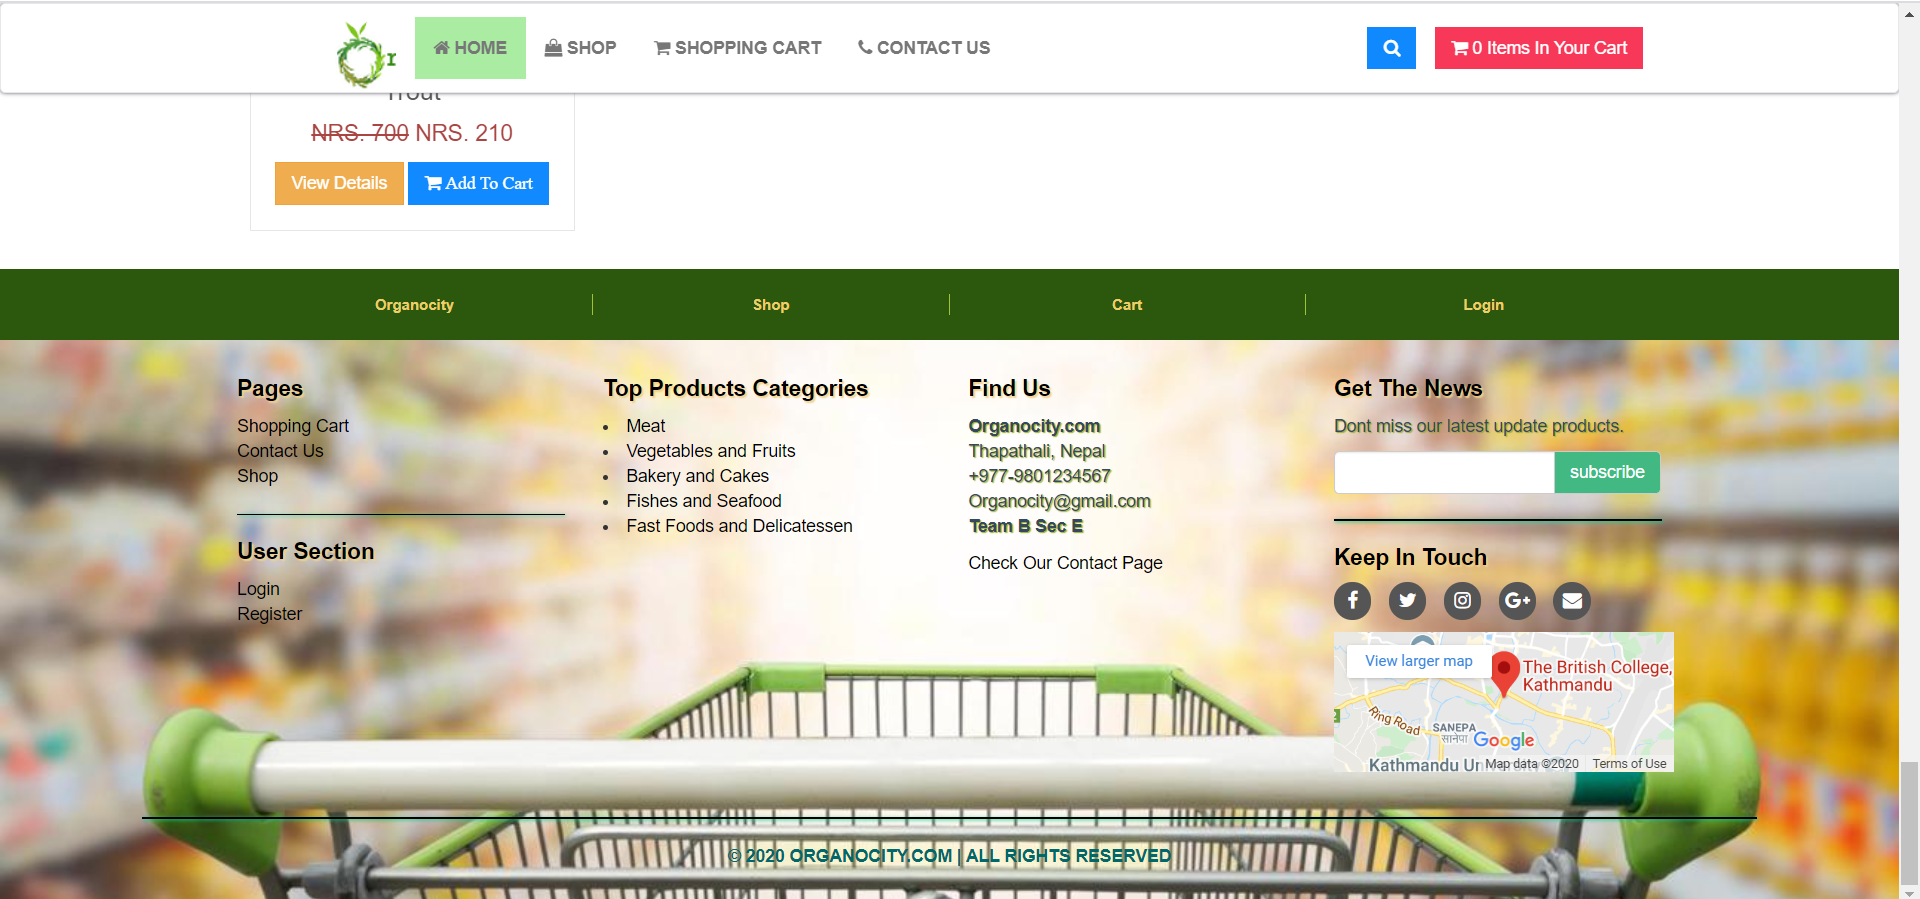 r HOME SHOP SHOPPING CART CONTACT US 0 Items In Your Cart
Trout
NRS. 700 NRS. 210
View Details Add To Cart
Organocity Shop Cart Login
Pages
Shopping Cart
Contact Us
Shop
User Section
Login
Register
Top Products Categories
• Meat
• Vegetables and Fruits
• Bakery and Cakes
• Fishes and Seafood
• Fast Foods and Delicatessen
Find Us
Organocity.com
Thapathali, Nepal
+977-9801234567
Organocity@gmail.com
Team B Sec E
Check Our Contact Page
Get The News
Dont miss our latest update products.
subscribe
Keep In Touch
f G+
View larger map
The British College,
Kathmandu
Ring Road
SANEPA
सानेपा
Google
Kathmandu Un
Map data ©2020 Terms of Use
© 2020 ORGANOCITY.COM | ALL RIGHTS RESERVED